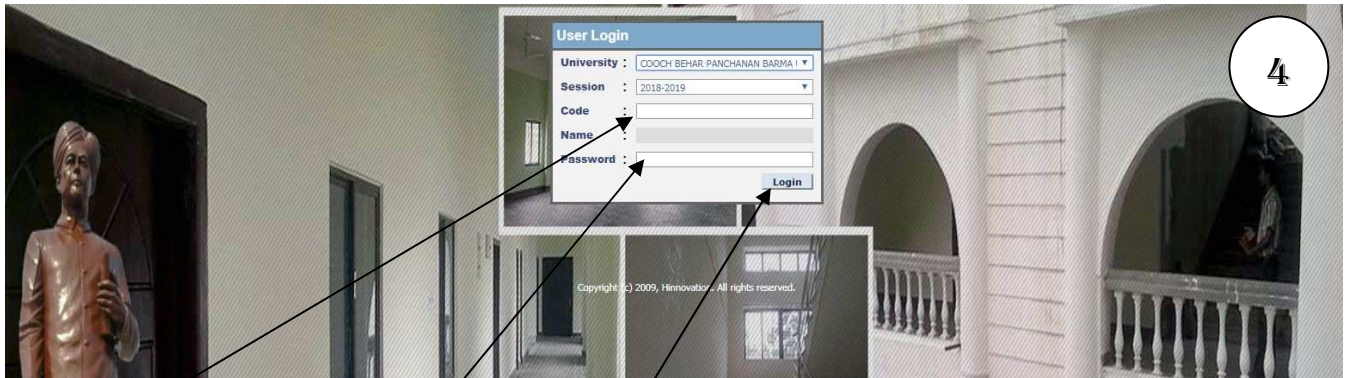 User Login
University : COOCH BEHAR PANCHANAN BARMA
Session : 2018-2019
Code :
Name :
Password :
Login
4
Copyright (c) 2009, Hinnovation. All rights reserved.